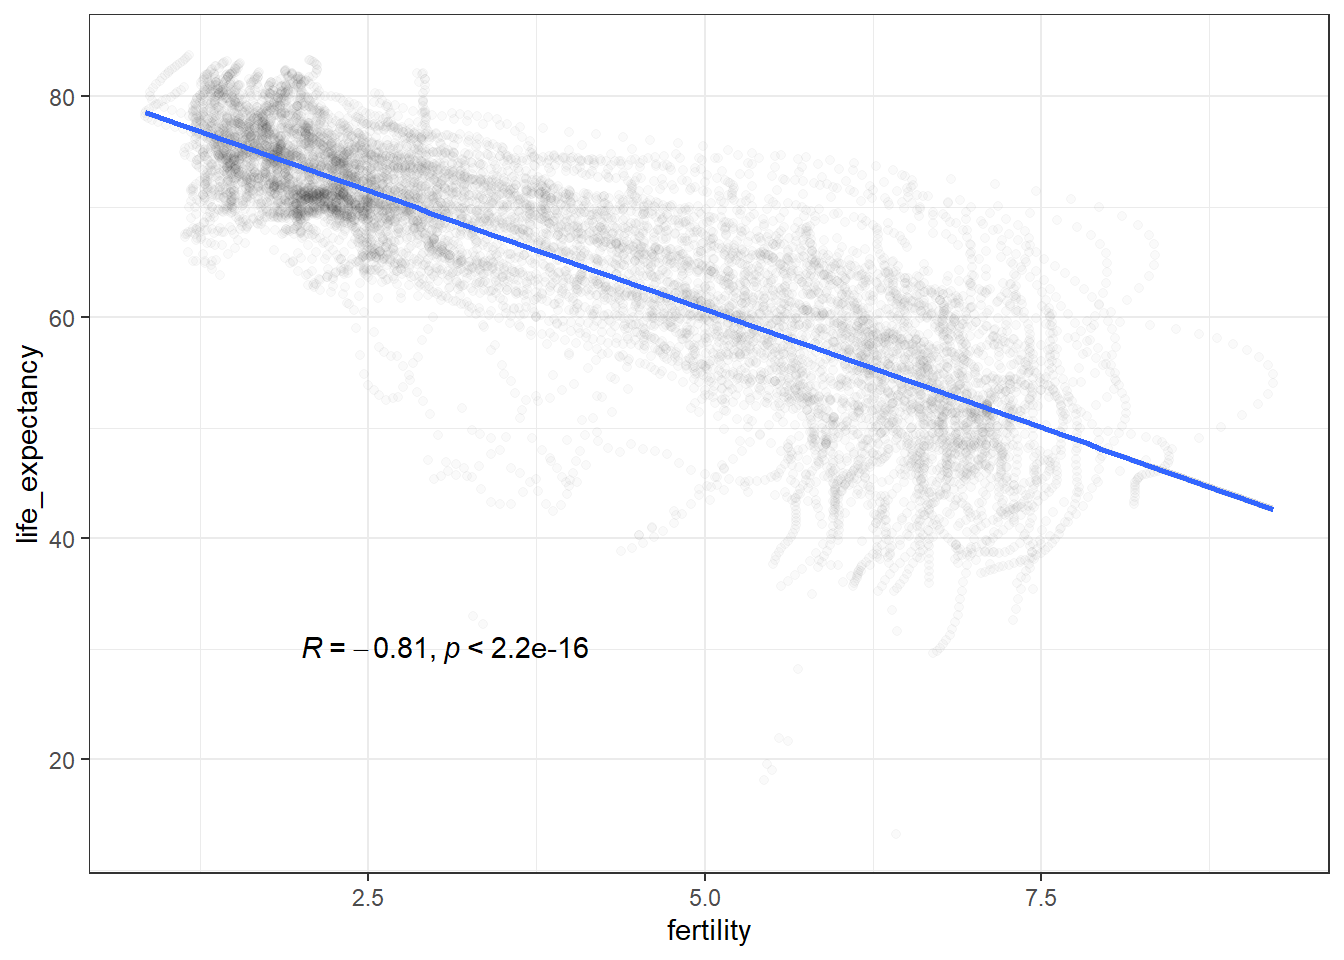 80
60
40
20
life_expectancy
R = −0.81, p < 2.2e-16
2.5 5.0 7.5
fertility